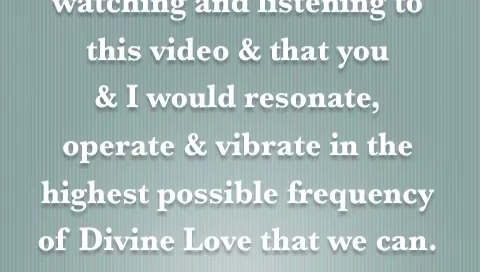 watching and listening to
this video & that you
& I would resonate,
operate & vibrate in the
highest possible frequency
of Divine Love that we can.